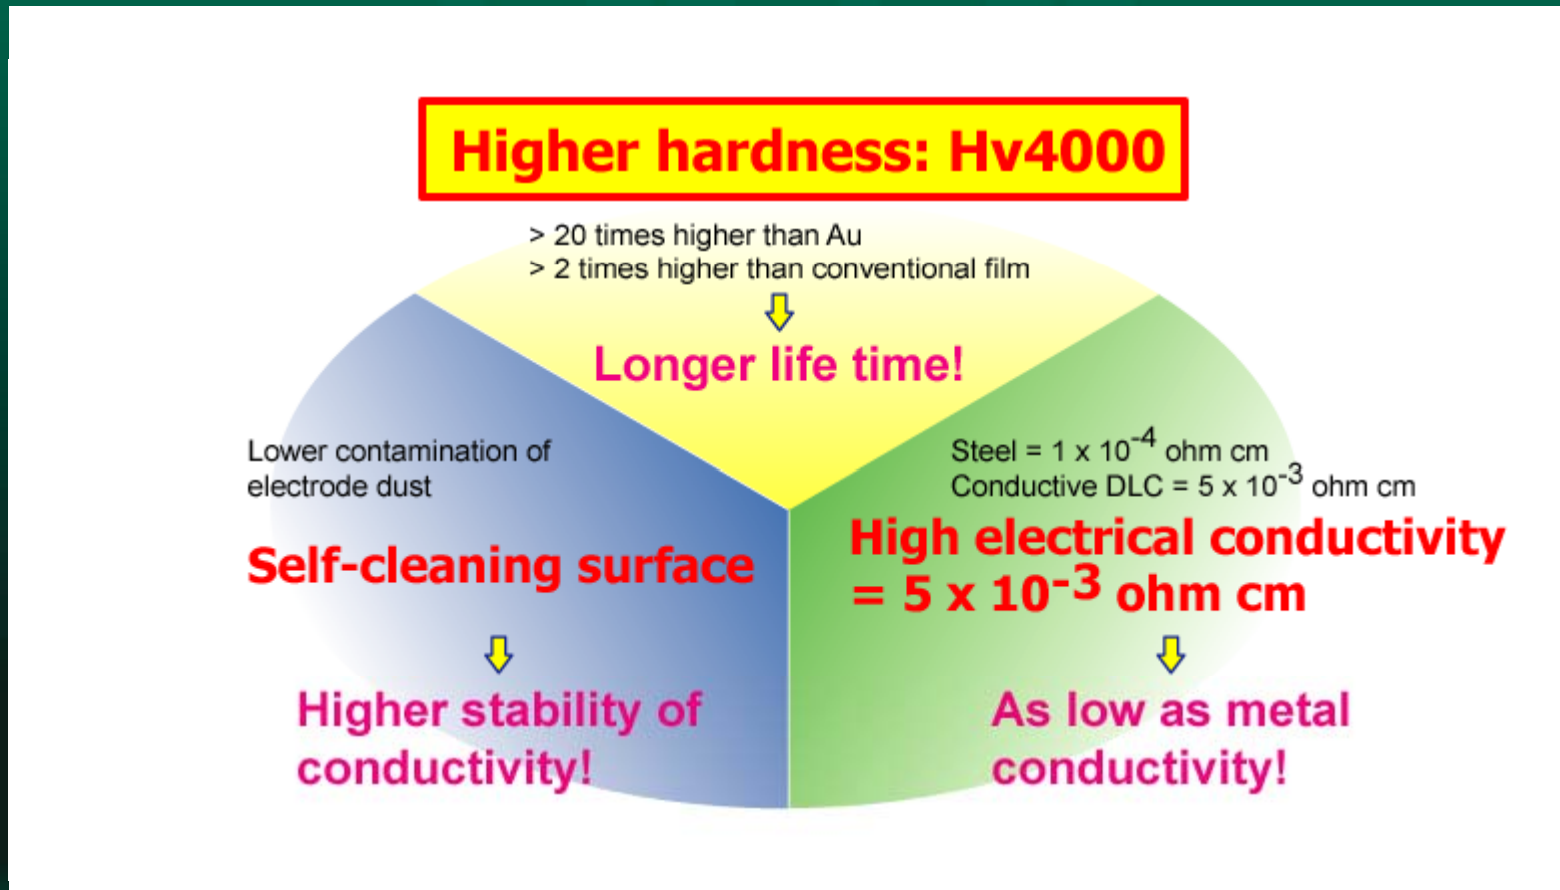 Higher hardness: Hv4000
> 20 times higher than Au
> 2 times higher than conventional film
Longer life time!
Lower contamination of
electrode dust
Self-cleaning surface
Higher stability of
conductivity!
Steel = 1 x 10⁻⁴ ohm cm
Conductive DLC = 5 x 10⁻³ ohm cm
High electrical conductivity
= 5 x 10⁻³ ohm cm
As low as metal
conductivity!